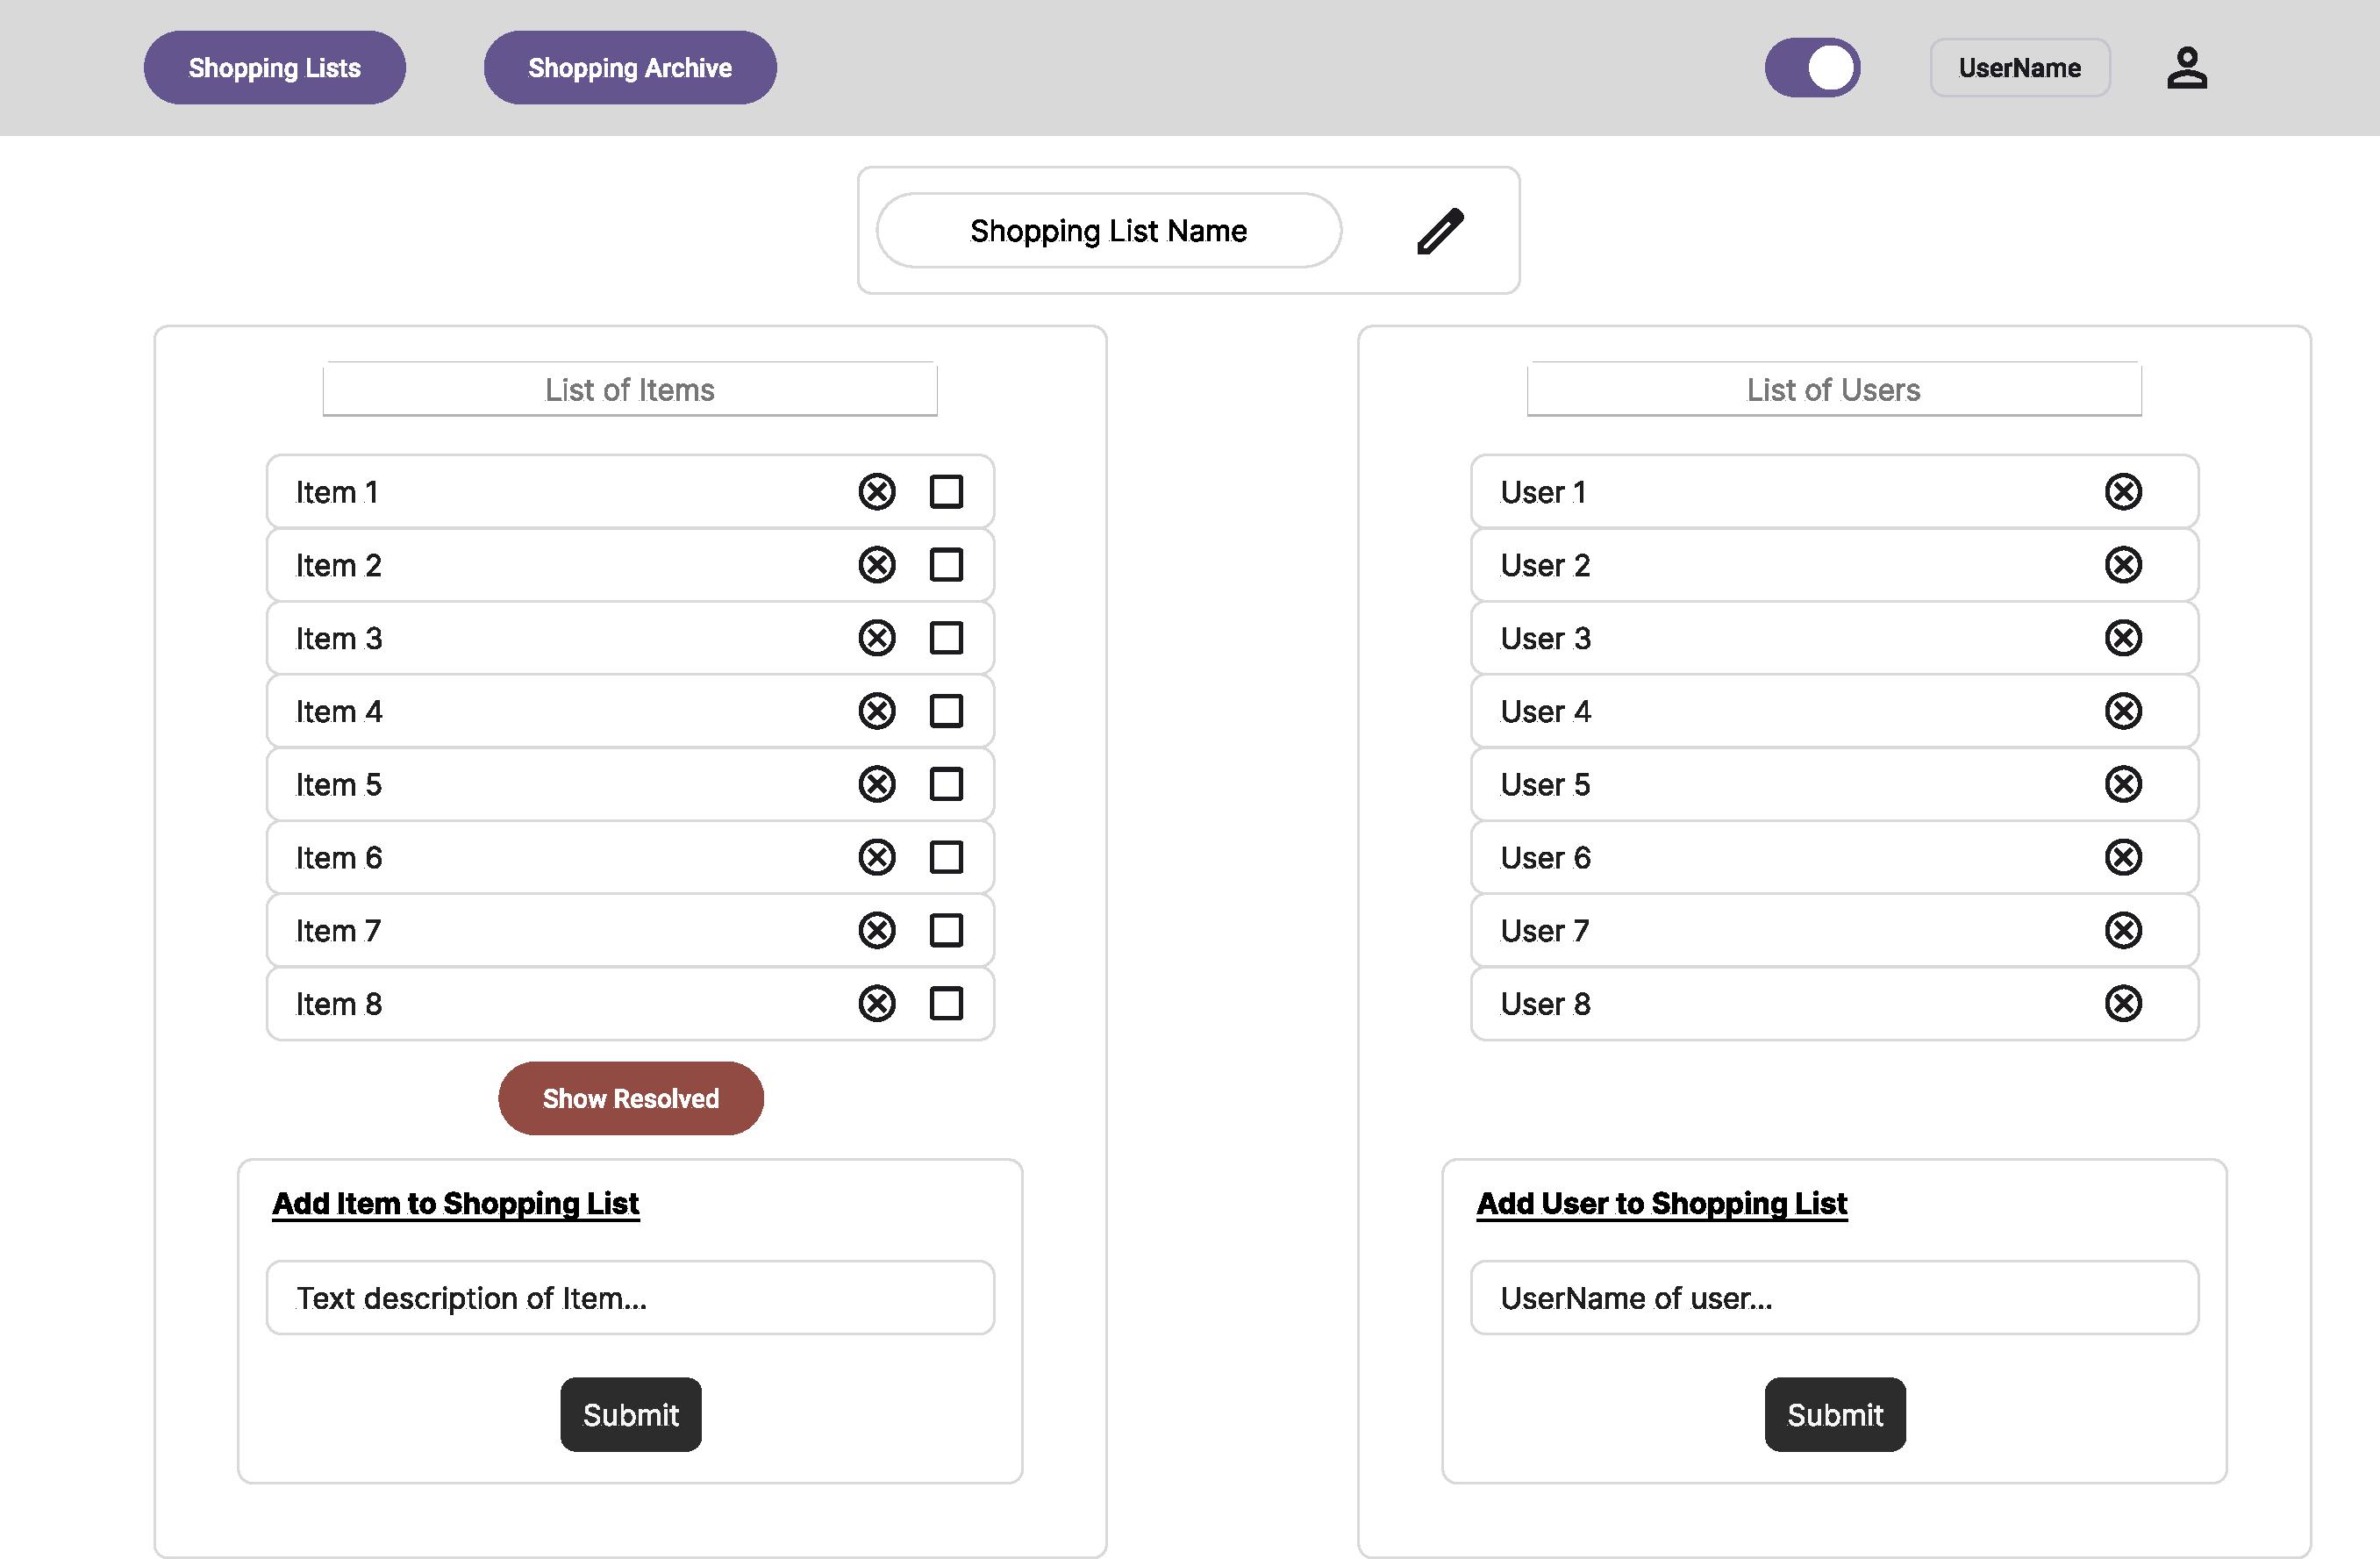 Shopping Lists
Shopping Archive
UserName
Shopping List Name
List of Items
Item 1
Item 2
Item 3
Item 4
Item 5
Item 6
Item 7
Item 8
Show Resolved
Add Item to Shopping List
Text description of Item...
Submit
List of Users
User 1
User 2
User 3
User 4
User 5
User 6
User 7
User 8
Add User to Shopping List
UserName of user...
Submit